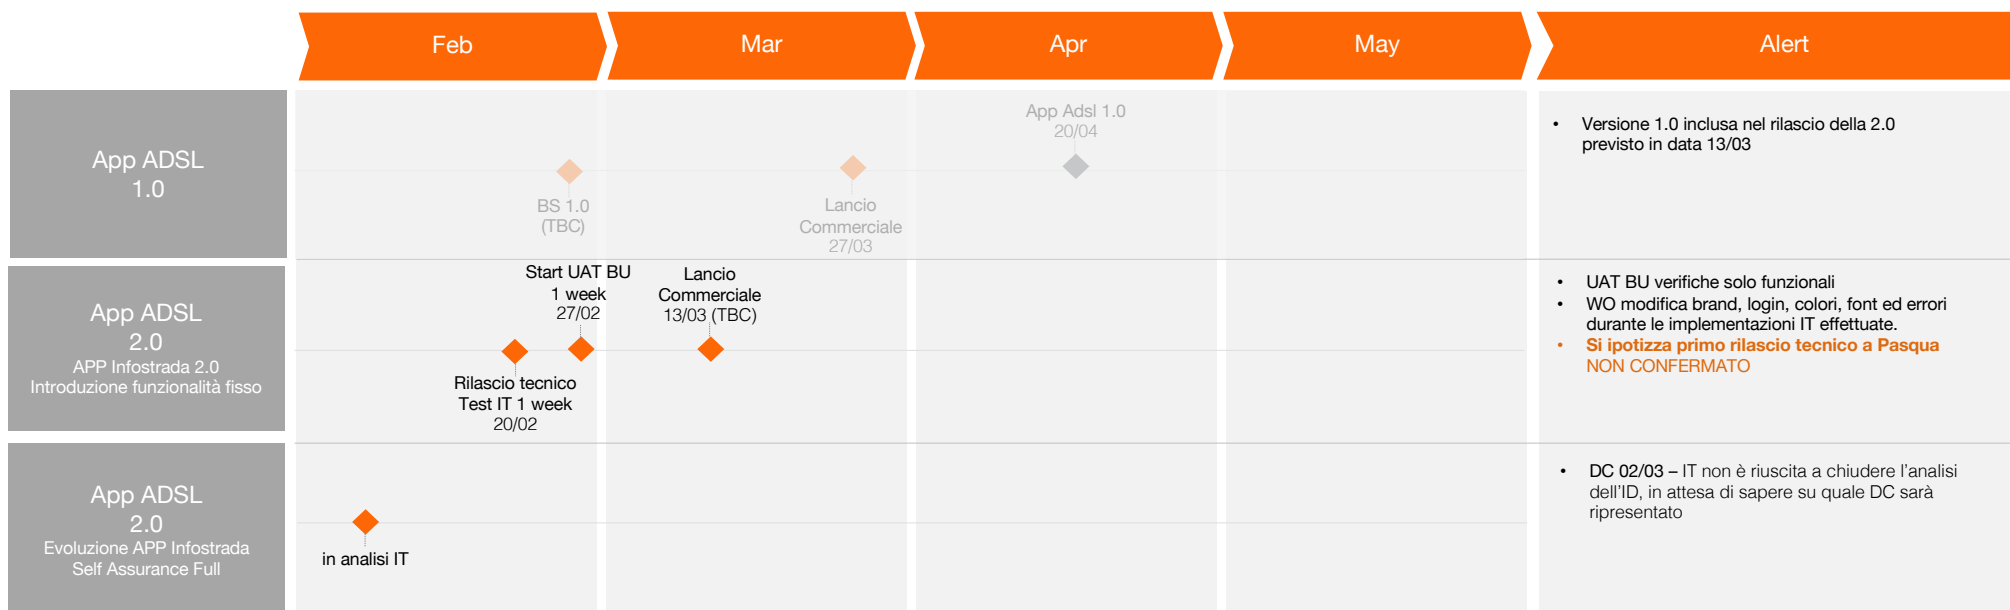 Feb
Mar
Apr
May
Alert
App ADSL
1.0
BS 1.0
(TBC)
Lancio
Commerciale
27/03
App Adsl 1.0
20/04
• Versione 1.0 inclusa nel rilascio della 2.0
previsto in data 13/03
App ADSL
2.0
APP Infostrada 2.0
Introduzione funzionalità fisso
Rilascio tecnico
Test IT 1 week
20/02
Start UAT BU
1 week
27/02
Lancio
Commerciale
13/03 (TBC)
• UAT BU verifiche solo funzionali
• WO modifica brand, login, colori, font ed errori
durante le implementazioni IT effettuate.
• Si ipotizza primo rilascio tecnico a Pasqua
NON CONFERMATO
App ADSL
2.0
Evoluzione APP Infostrada
Self Assurance Full
in analisi IT
• DC 02/03 – IT non è riuscita a chiudere l'analisi
dell'ID, in attesa di sapere su quale DC sarà
ripresentato